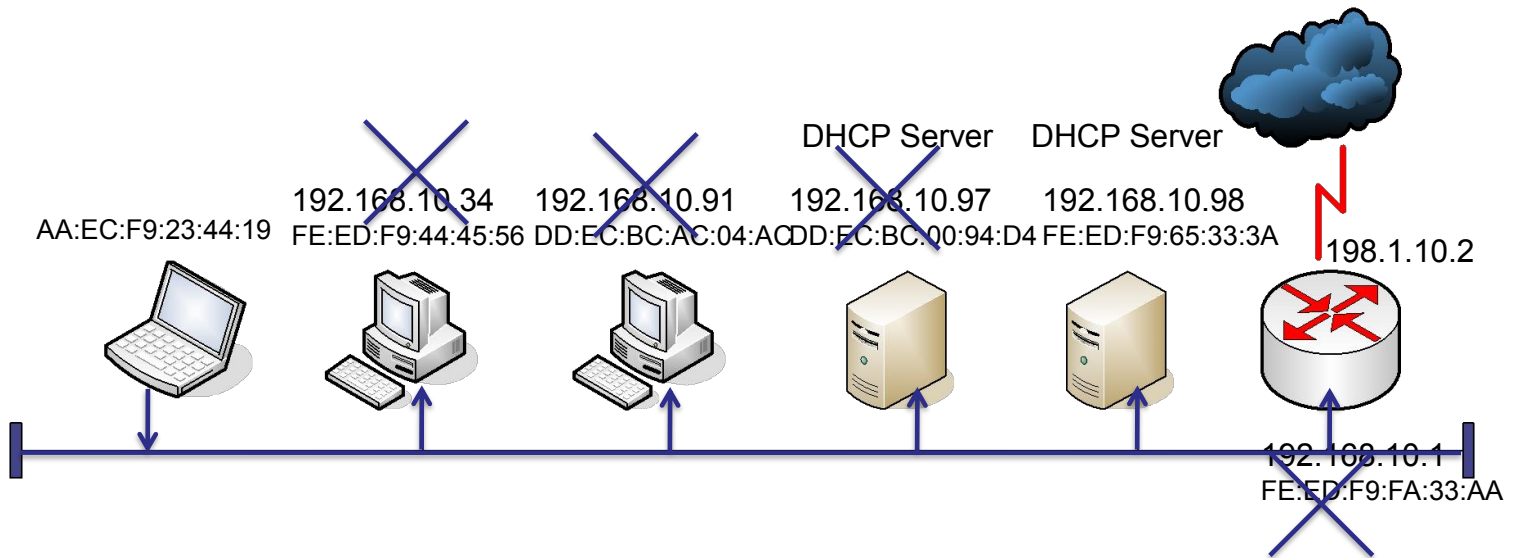 DHCP Server
DHCP Server
AA:EC:F9:23:44:19
192.168.10.34
FE:ED:F9:44:45:56
192.168.10.91
DD:EC:BC:AC:04:AC
192.168.10.97
DD:EC:BC:00:94:D4
192.168.10.98
FE:ED:F9:65:33:3A
198.1.10.2
192.168.10.1
FE:ED:F9:FA:33:AA